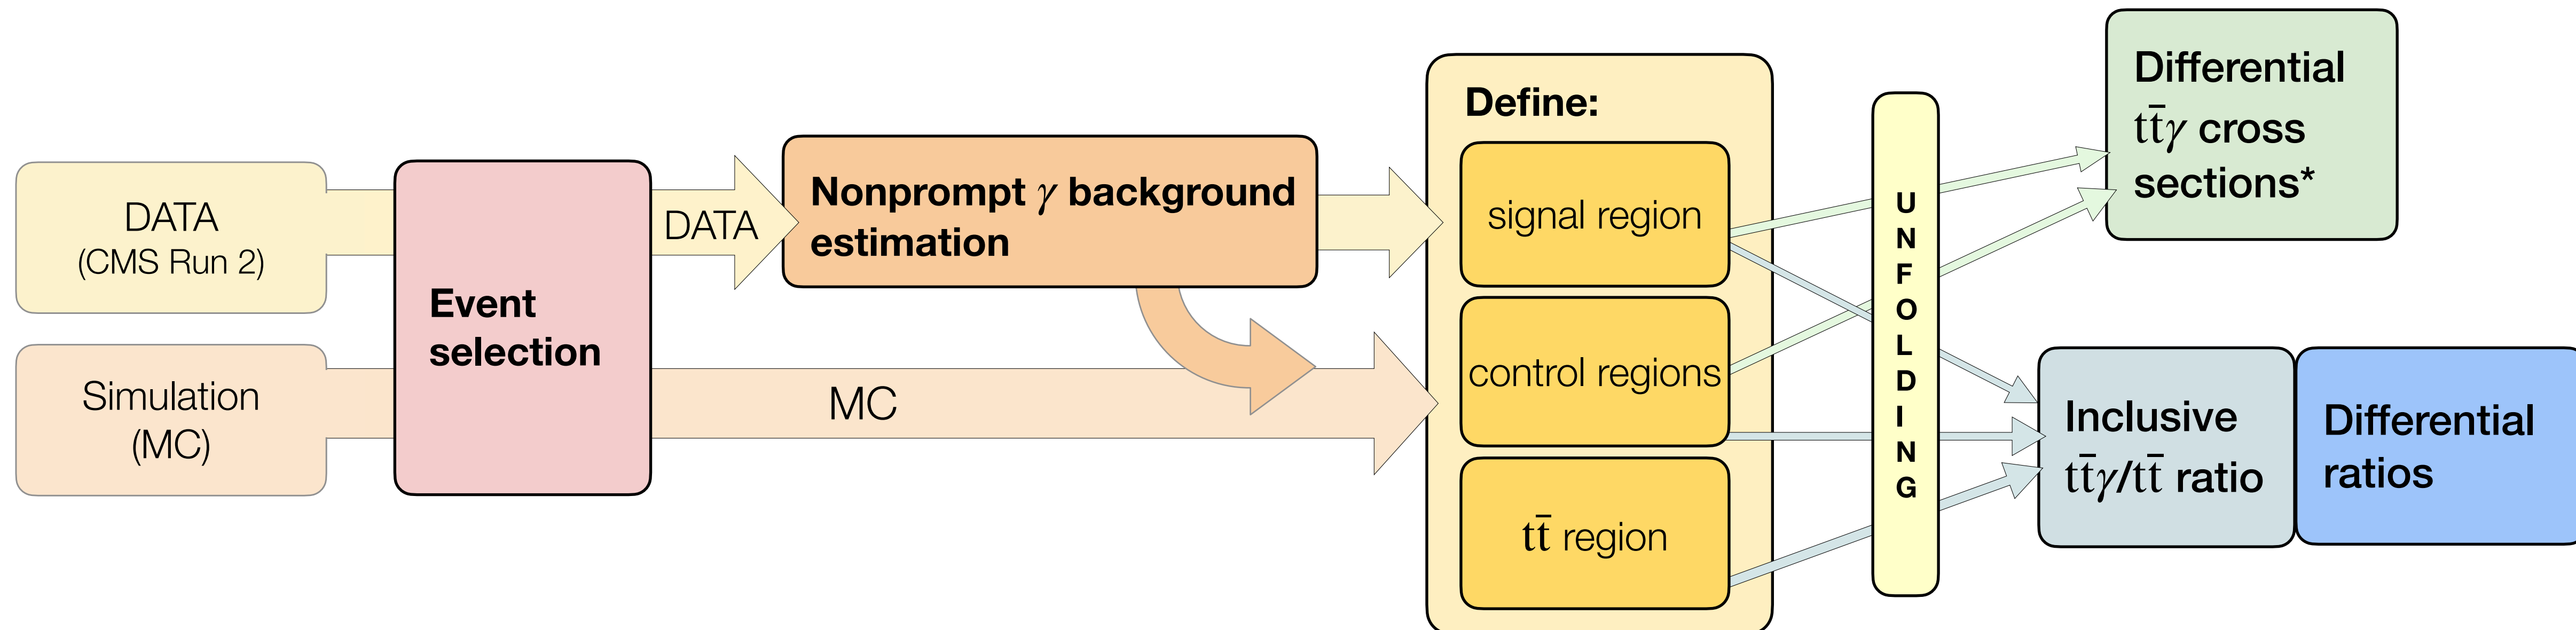 DATA
(CMS Run 2)
Simulation
(MC)
Event
selection
DATA
MC
Nonprompt γ background
estimation
Define:
signal region
control regions
tt̄ region
U
N
F
O
L
D
I
N
G
Differential
tt̄γ cross
sections*
Inclusive
tt̄γ/tt̄ ratio
Differential
ratios